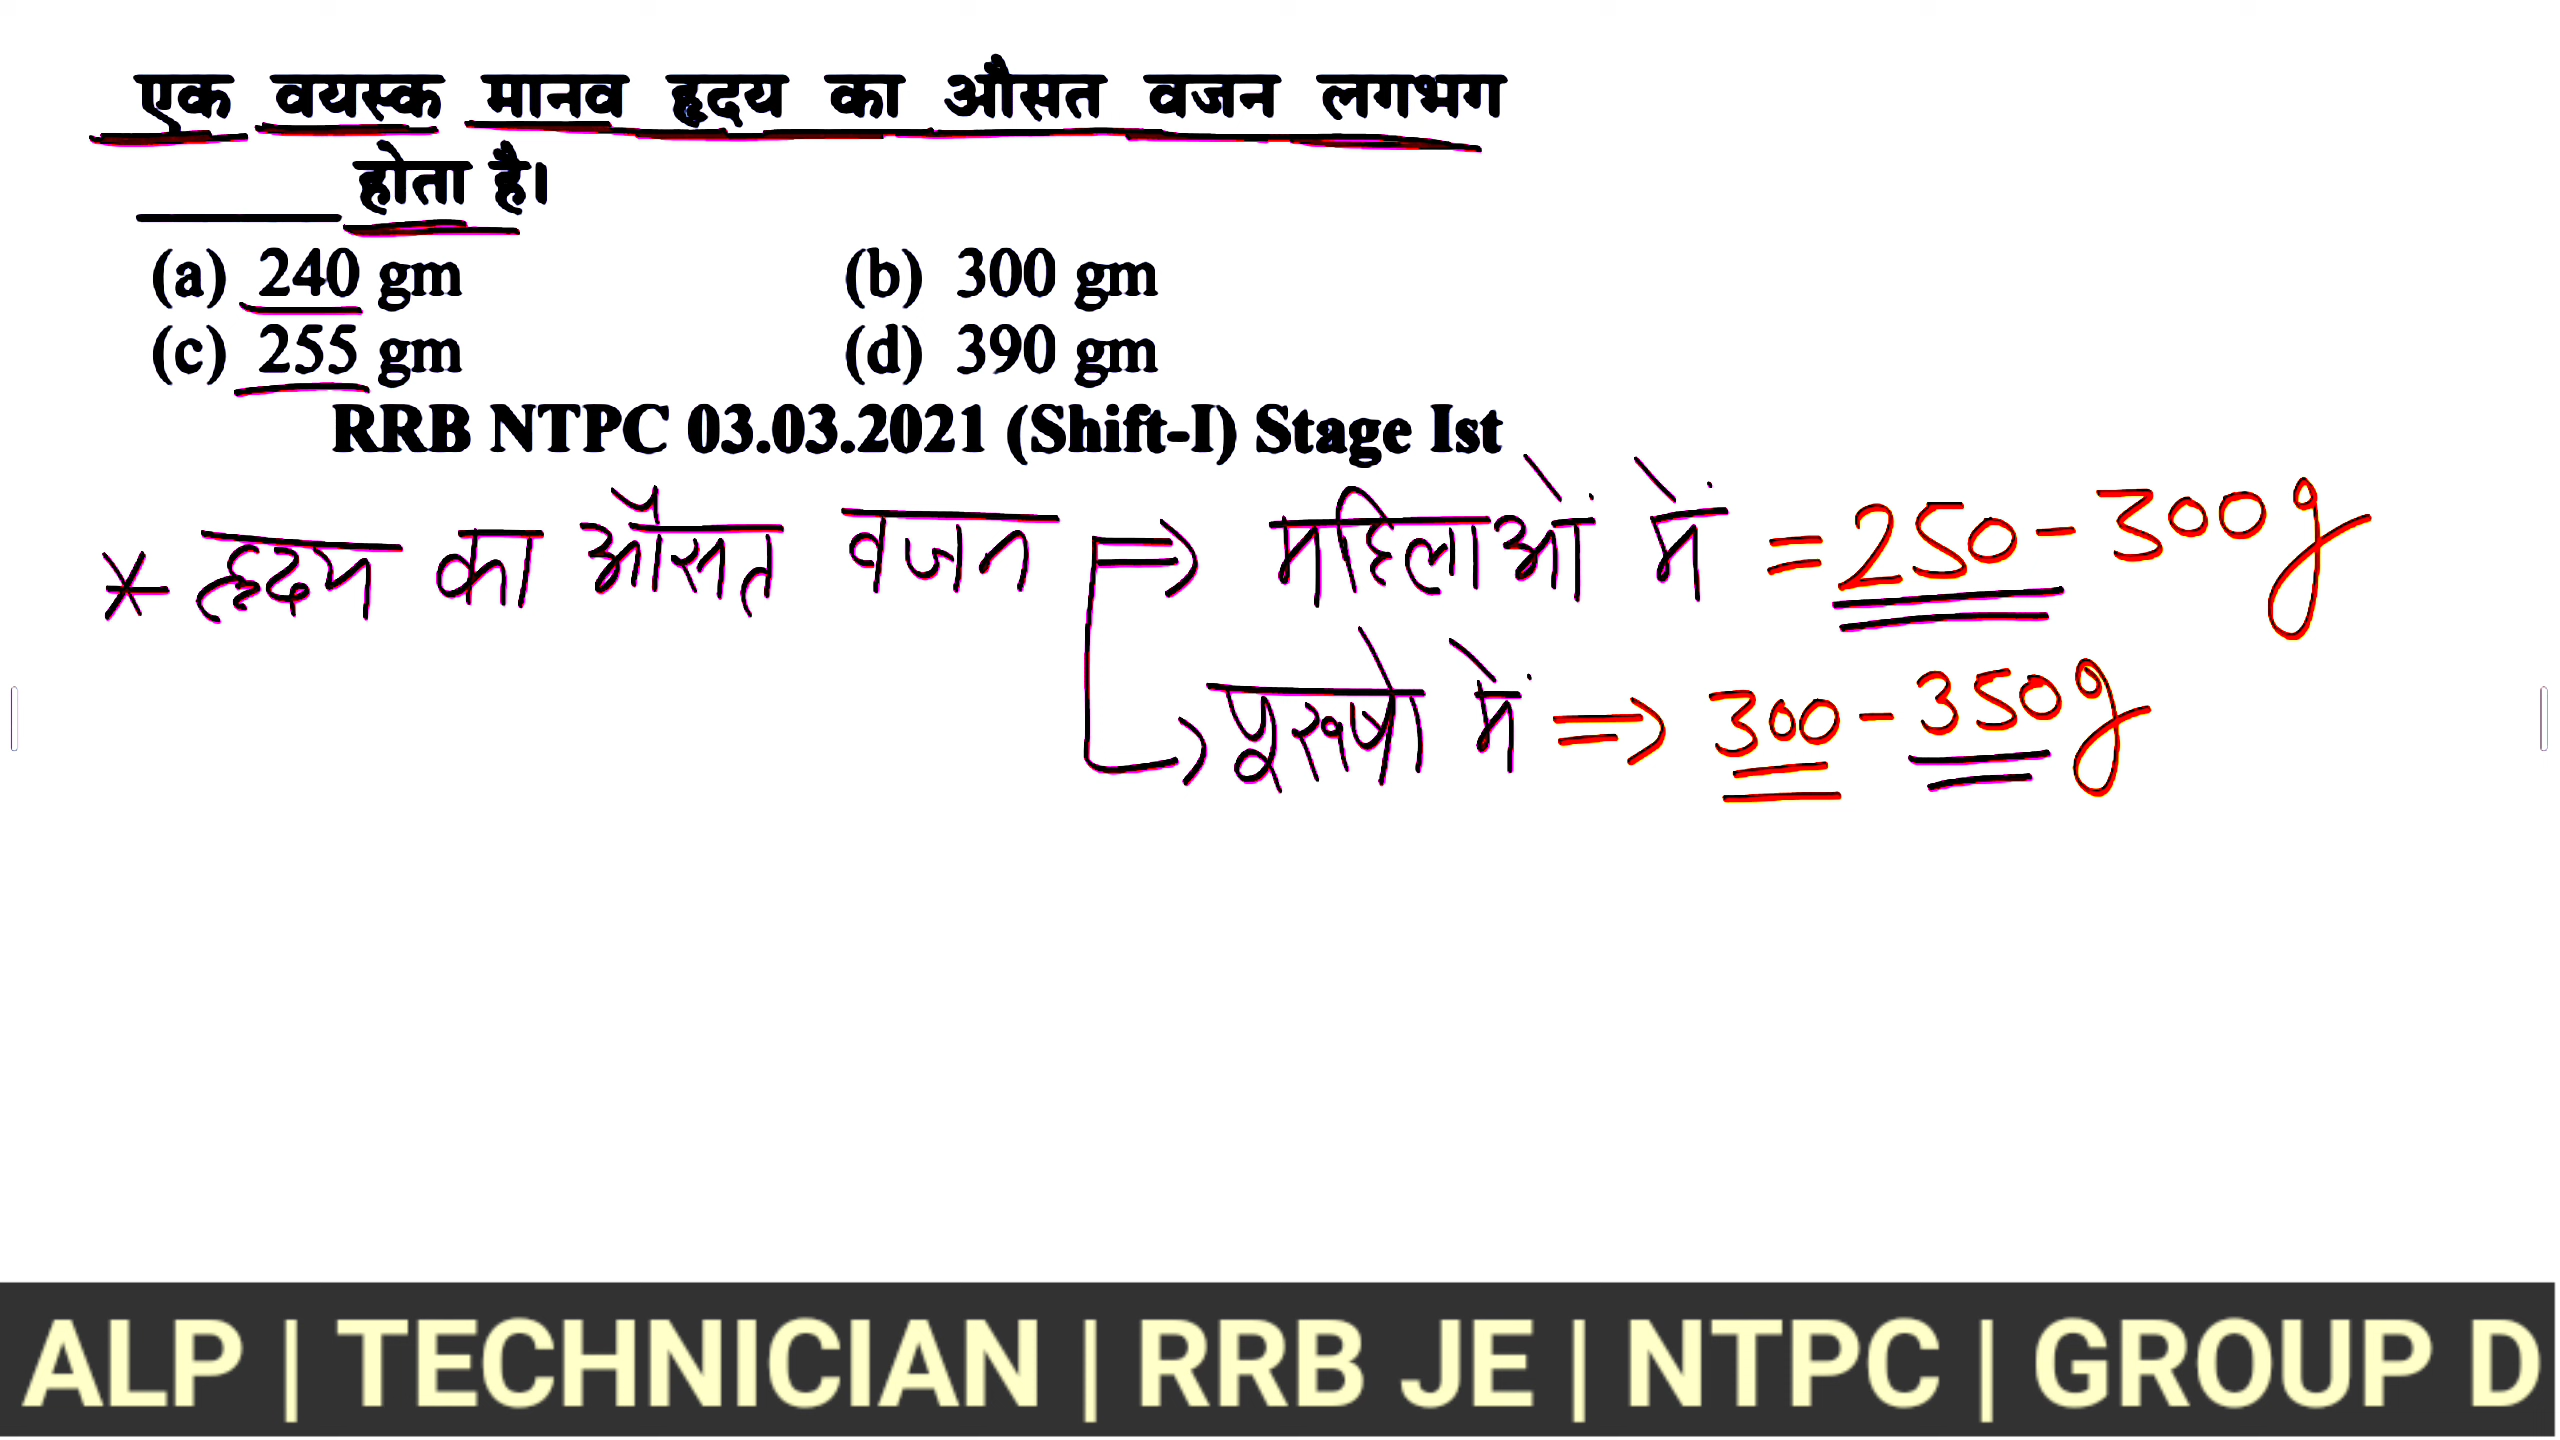 एक वयस्क मानव हृदय का औसत वजन लगभग
__________ होता है।
(a) 240 gm (b) 300 gm
(c) 255 gm (d) 390 gm
RRB NTPC 03.03.2021 (Shift-I) Stage Ist
* हृदय का औसत वजन ⇒ महिलाओं में = 250 - 300g
→ पूरूषो में ⇒ 300 - 350g
ALP | TECHNICIAN | RRB JE | NTPC | GROUP D